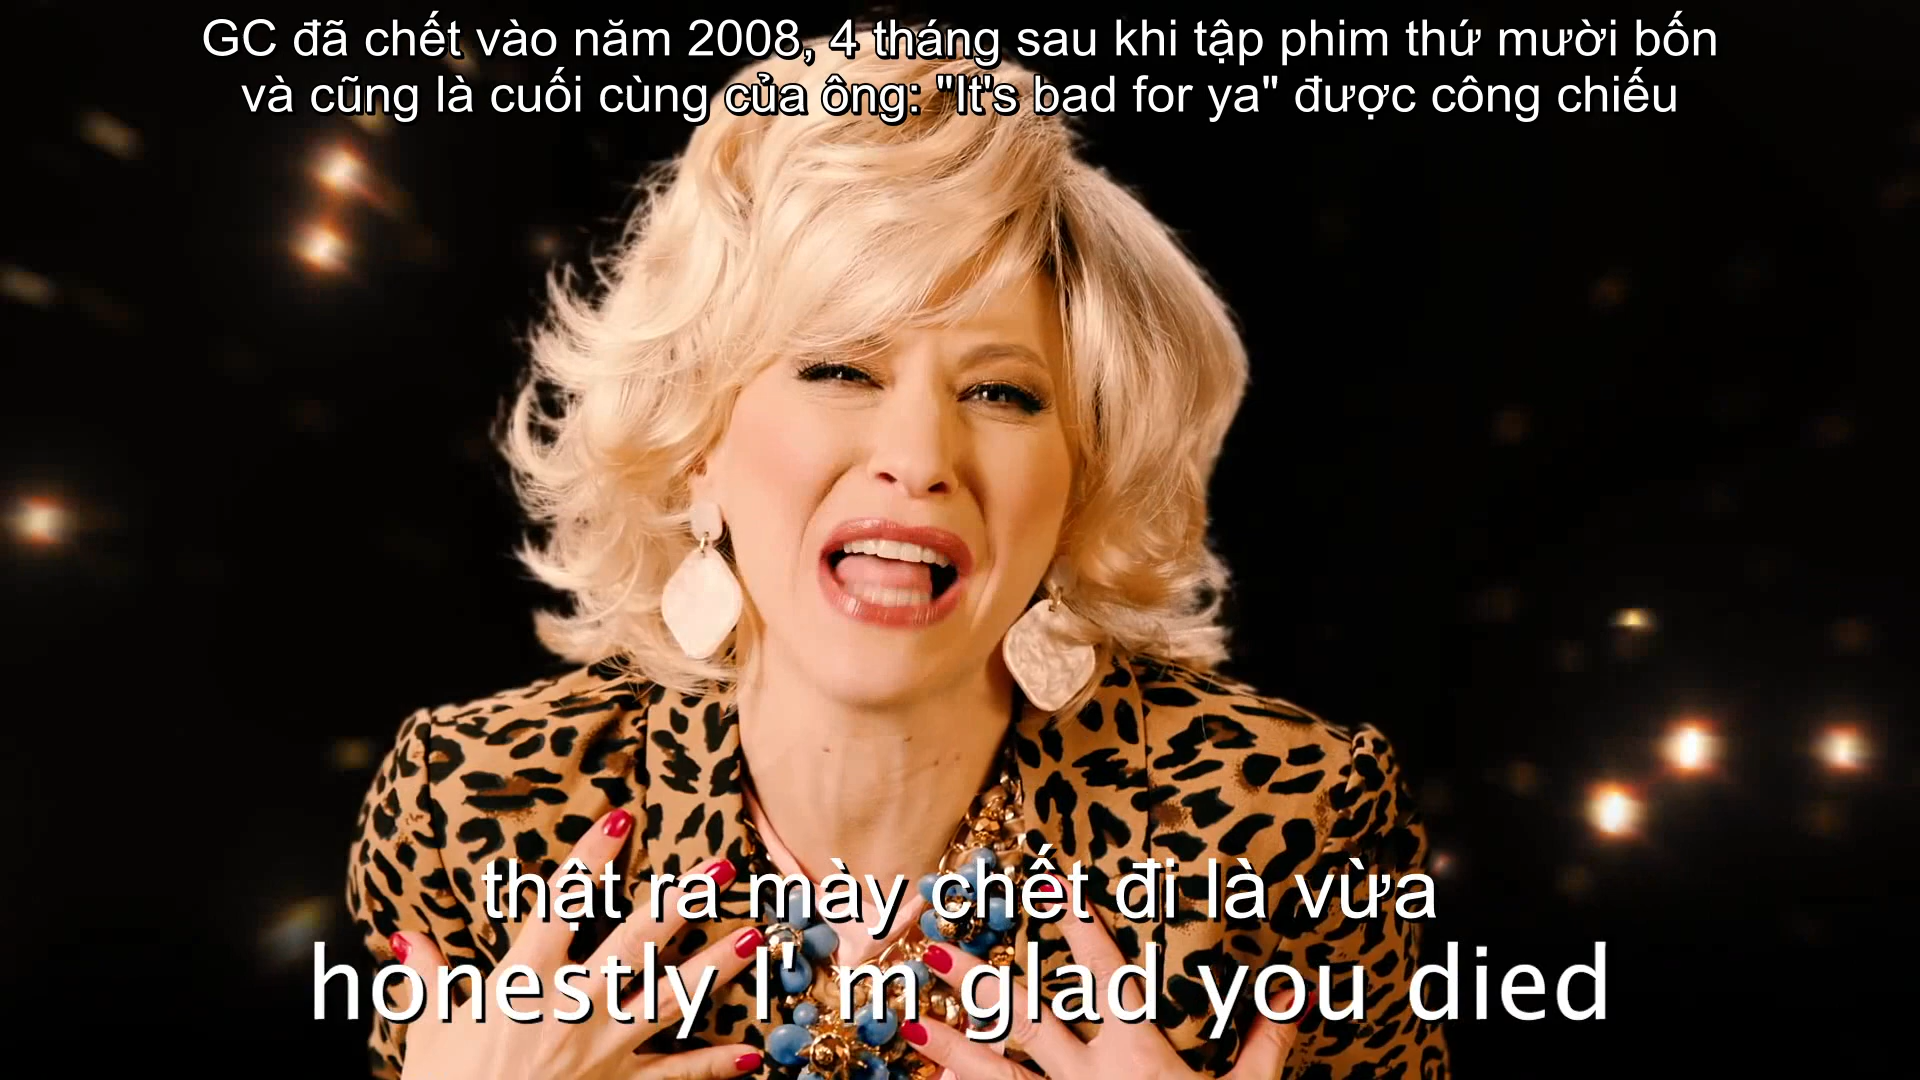 GC đã chết vào năm 2008, 4 tháng sau khi tập phim thứ mười bốn
và cũng là cuối cùng của ông: "It's bad for ya" được công chiếu
thật ra mày chết đi là vừa
honestly I' m glad you died